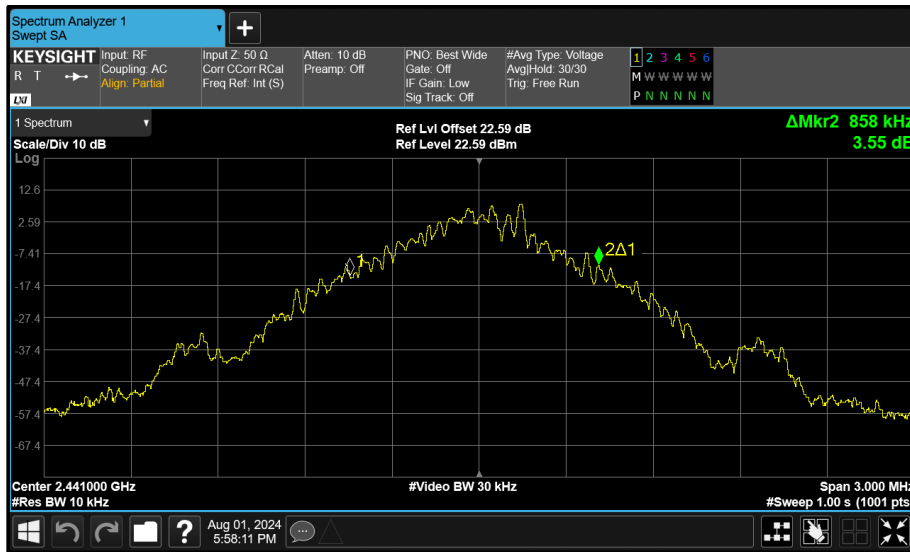 Spectrum Analyzer 1
Swept SA
+
KEYSIGHT
R T
LXI
Input: RF
Coupling: AC
Align: Partial
Input Z: 50 Ω
Corr CCorr RCal
Freq Ref: Int (S)
Atten: 10 dB
Preamp: Off
PNO: Best Wide
Gate: Off
IF Gain: Low
Sig Track: Off
#Avg Type: Voltage
Avg|Hold: 30/30
Trig: Free Run
1 2 3 4 5 6
M W W W W W
P N N N N N
1 Spectrum
Scale/Div 10 dB
Ref Lvl Offset 22.59 dB
Ref Level 22.59 dBm
ΔMkr2 858 kHz
3.55 dB
Log
12.6
2.59
-7.41
-17.4
-27.4
-37.4
-47.4
-57.4
-67.4
1
2Δ1
Center 2.441000 GHz
#Video BW 30 kHz
Span 3.000 MHz
#Res BW 10 kHz
#Sweep 1.00 s (1001 pts
?
Aug 01, 2024
5:58:11 PM